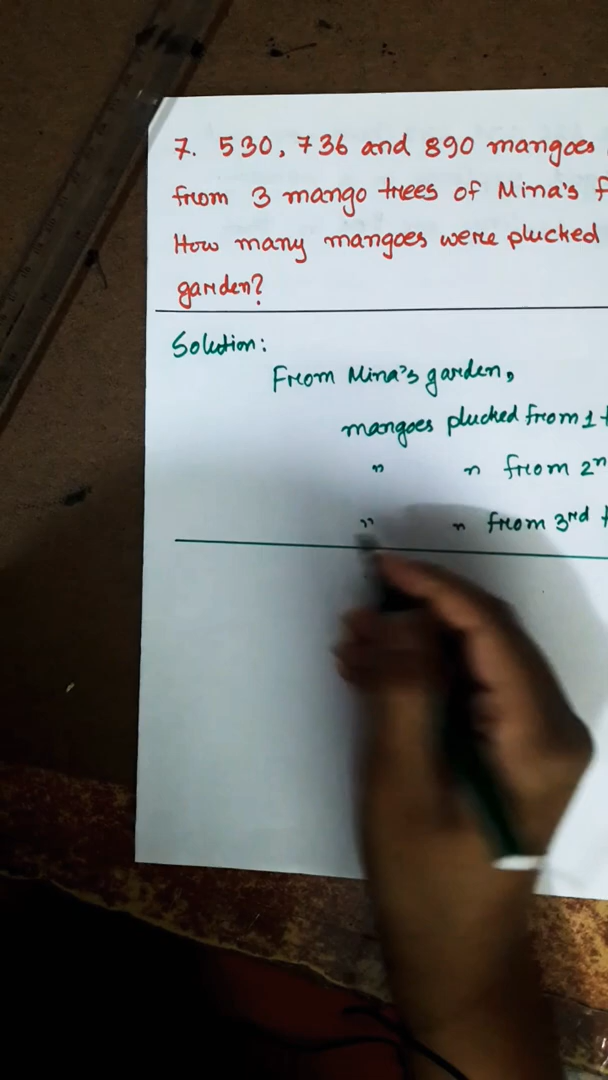 7. 530, 736 and 890 mangoes
from 3 mango trees of Mina's
How many mangoes were plucked
garden?
Solution:
From Mina's garden,
mangoes plucked from 1
" " from 2n
" " from 3rd